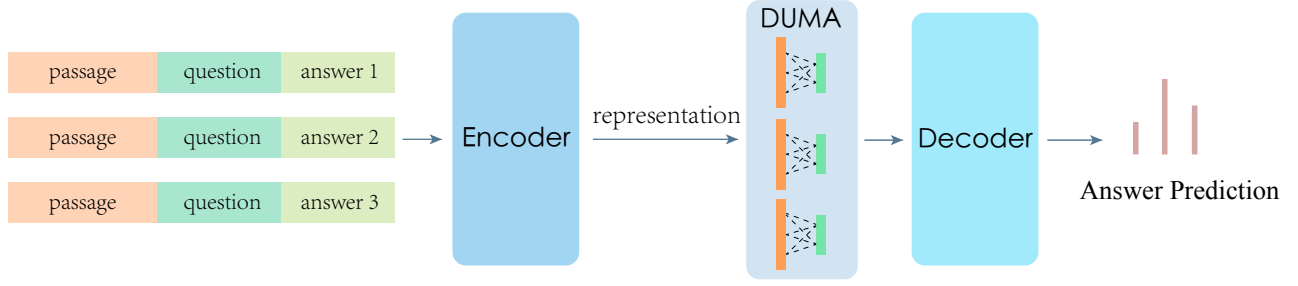 passage question answer 1
passage question answer 2
passage question answer 3
Encoder
representation
DUMA
Decoder
Answer Prediction